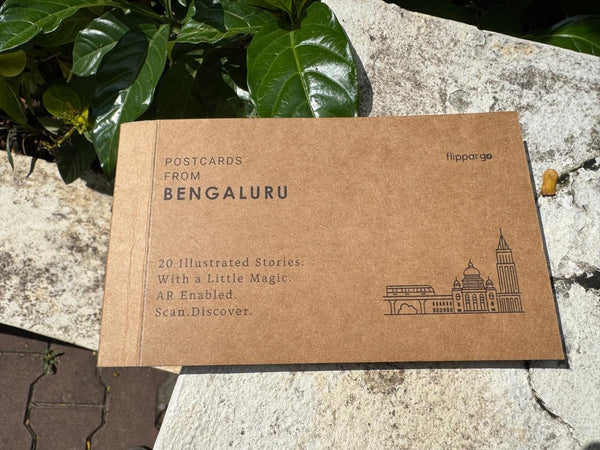 POSTCARDS
FROM
BENGALURU
flippargo
20 Illustrated Stories.
With a Little Magic.
AR Enabled.
Scan.Discover.